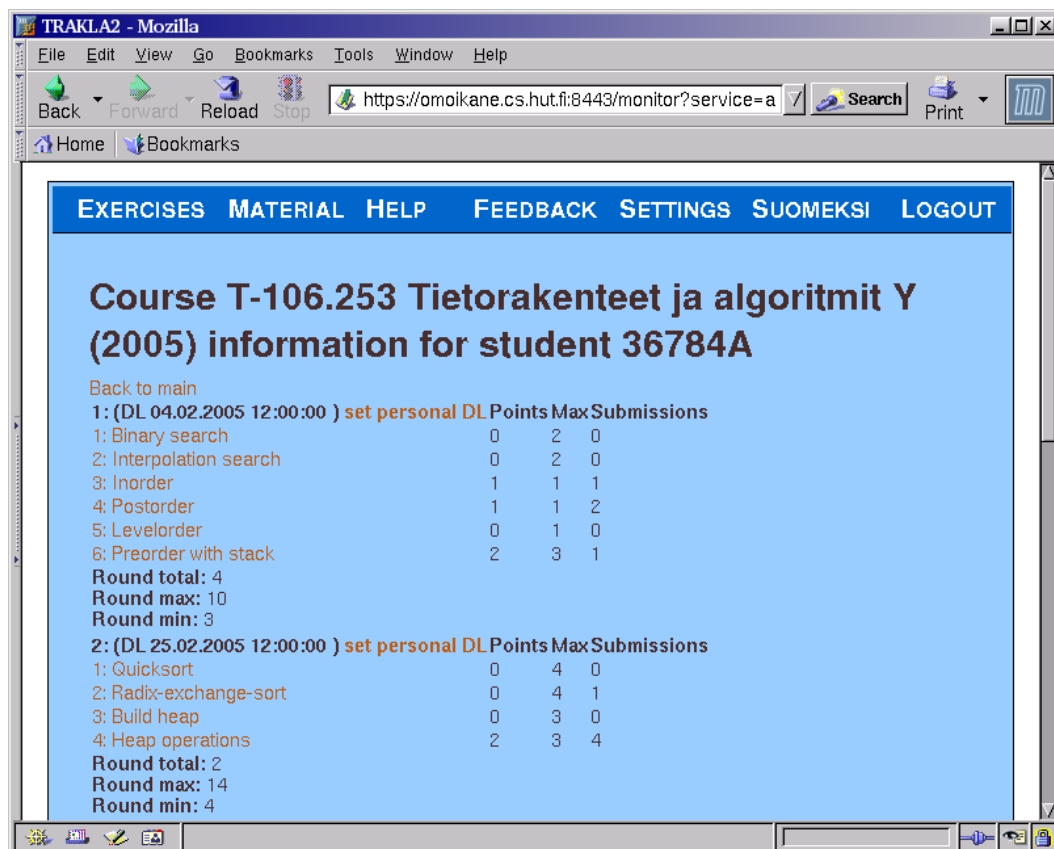 TRAKLA2 - Mozilla
File Edit View Go Bookmarks Tools Window Help
Back Forward Reload Stop https://omoikane.cs.hut.fi:8443/monitor?service=a Search Print
Home Bookmarks
EXERCISES MATERIAL HELP FEEDBACK SETTINGS SUOMEKSI LOGOUT
Course T-106.253 Tietorakenteet ja algoritmit Y
(2005) information for student 36784A
Back to main
1: (DL 04.02.2005 12:00:00 ) set personal DL Points Max Submissions
1: Binary search 0 2 0
2: Interpolation search 0 2 0
3: Inorder 1 1 1
4: Postorder 1 1 2
5: Levelorder 0 1 0
6: Preorder with stack 2 3 1
Round total: 4
Round max: 10
Round min: 3
2: (DL 25.02.2005 12:00:00 ) set personal DL Points Max Submissions
1: Quicksort 0 4 0
2: Radix-exchange-sort 0 4 1
3: Build heap 0 3 0
4: Heap operations 2 3 4
Round total: 2
Round max: 14
Round min: 4